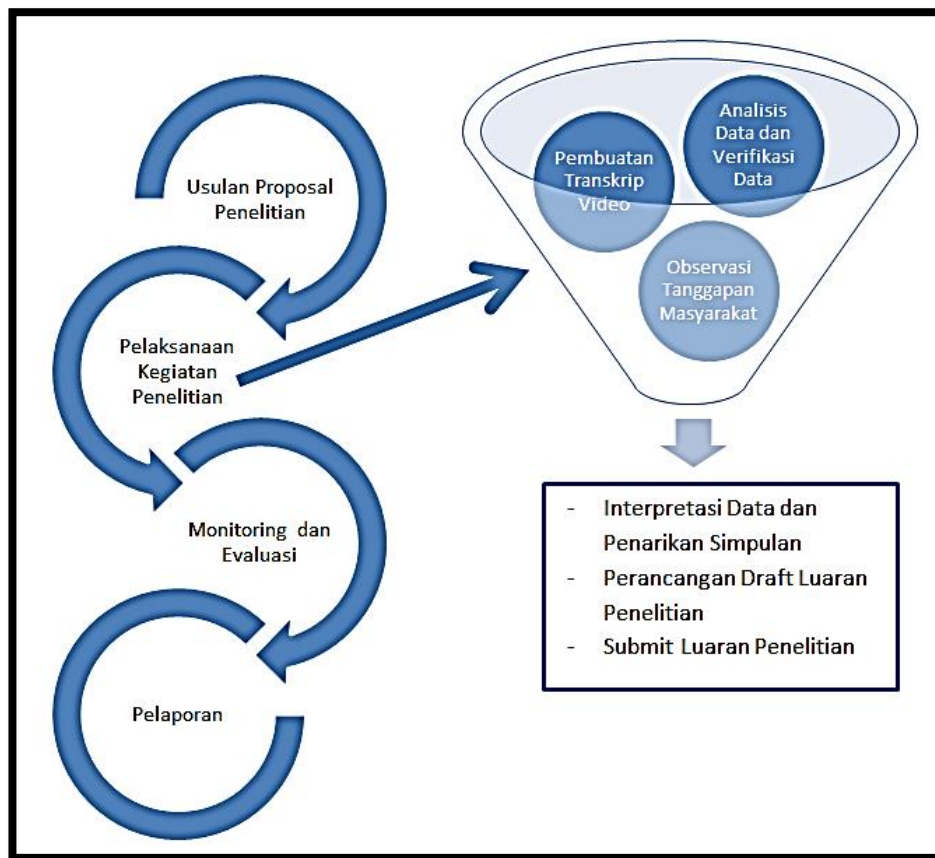 Usulan Proposal
Penelitian
Pelaksanaan
Kegiatan
Penelitian
Monitoring dan
Evaluasi
Pelaporan
Pembuatan
Transkrip
Video
Analisis
Data dan
Verifikasi
Data
Observasi
Tanggapan
Masyarakat
- Interpretasi Data dan
Penarikan Simpulan
- Perancangan Draft Luaran
Penelitian
- Submit Luaran Penelitian